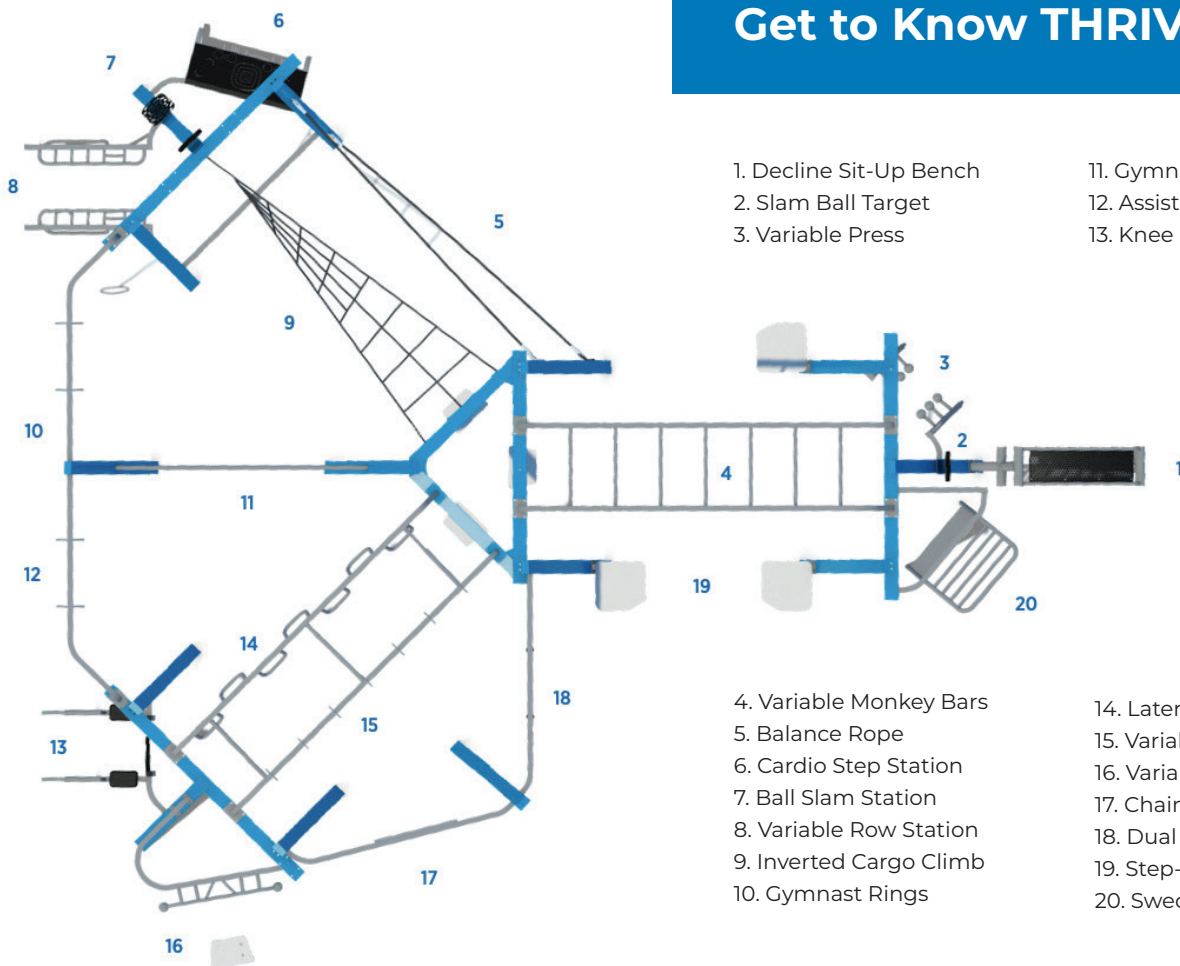 Get to Know THRIV
1. Decline Sit-Up Bench
2. Slam Ball Target
3. Variable Press
11. Gymn
12. Assist
13. Knee
6
7
8
5
9
3
10
2
4
1
11
12
19
20
14
18
15
13
17
16
4. Variable Monkey Bars
5. Balance Rope
6. Cardio Step Station
7. Ball Slam Station
8. Variable Row Station
9. Inverted Cargo Climb
10. Gymnast Rings
14. Later
15. Varia
16. Varia
17. Chain
18. Dual
19. Step-
20. Swed